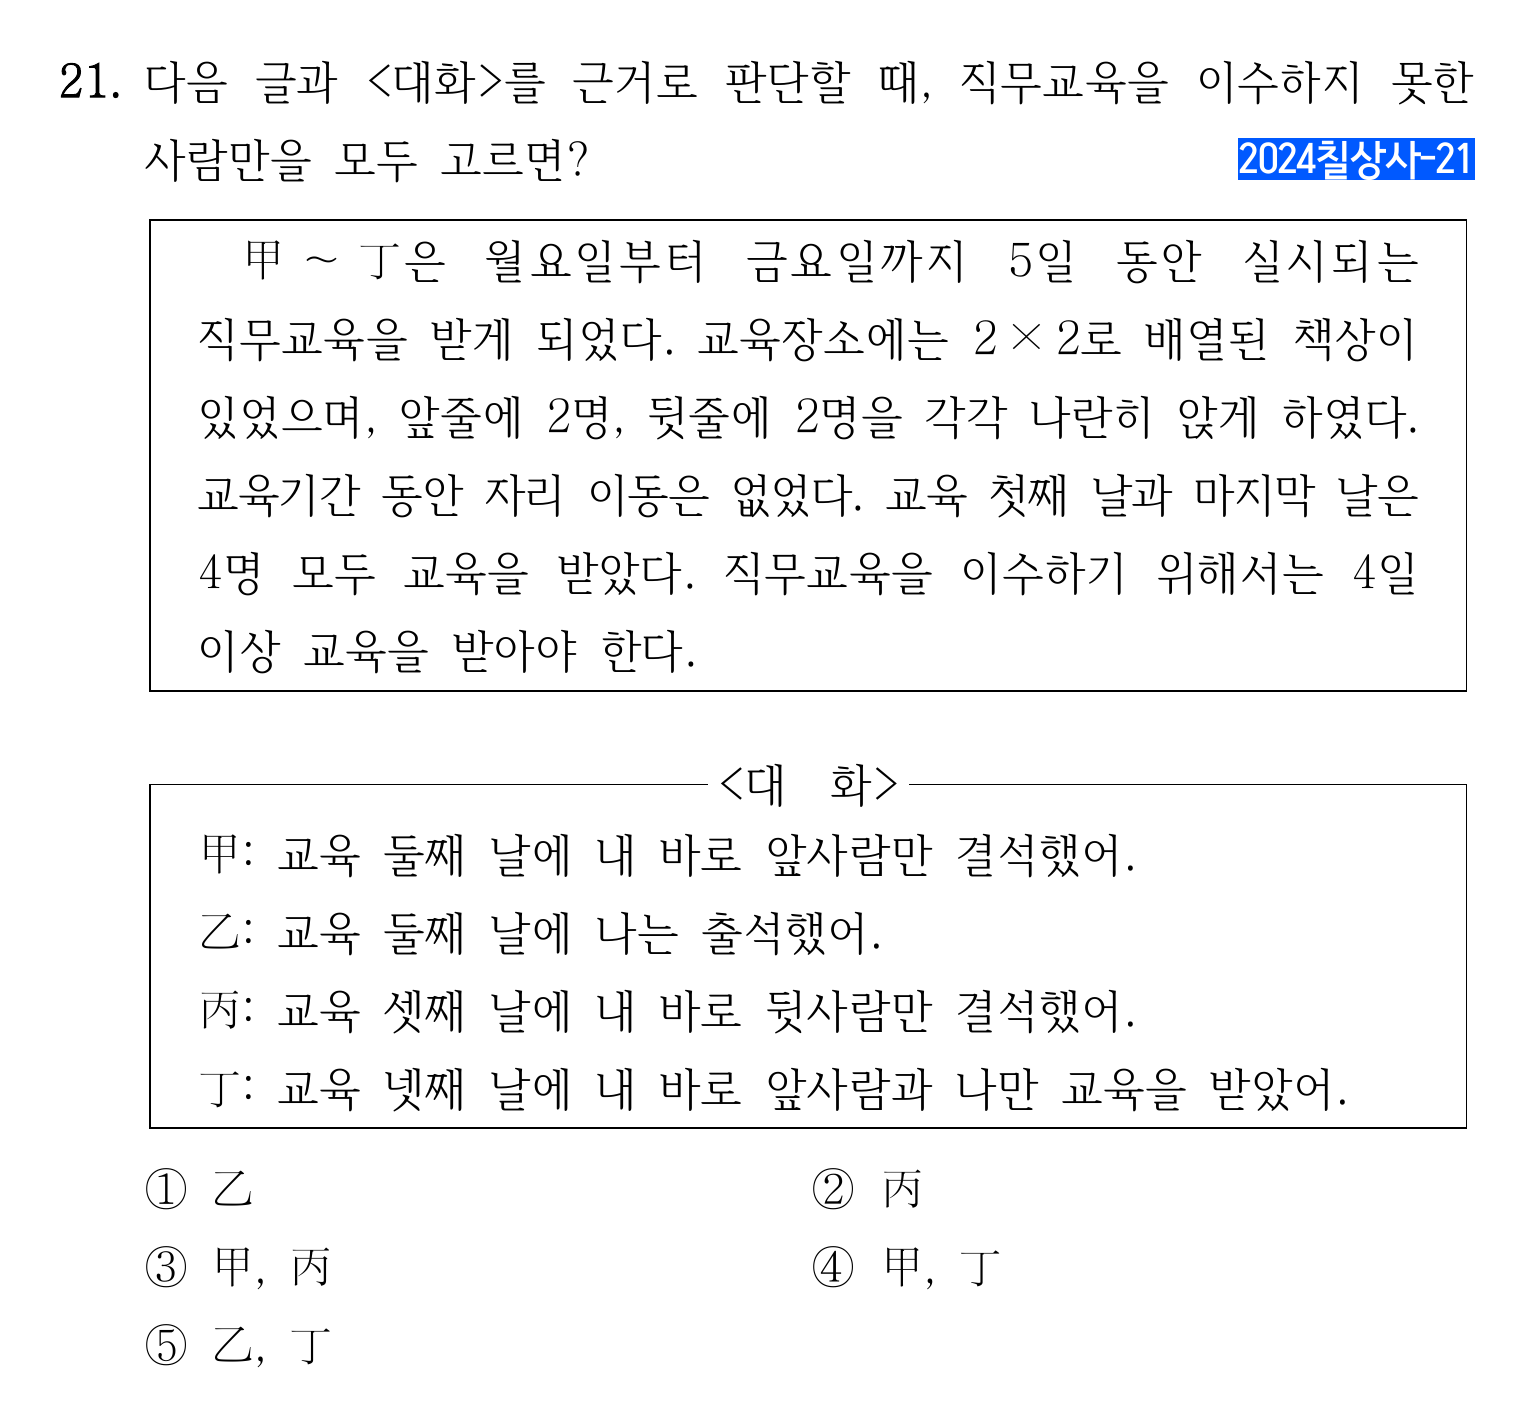 21. 다음 글과 <대화>를 근거로 판단할 때, 직무교육을 이수하지 못한
사람만을 모두 고르면?
2024칠상사-21
甲 ~ 丁은 월요일부터 금요일까지 5일 동안 실시되는
직무교육을 받게 되었다. 교육장소에는 2×2로 배열된 책상이
있었으며, 앞줄에 2명, 뒷줄에 2명을 각각 나란히 앉게 하였다.
교육기간 동안 자리 이동은 없었다. 교육 첫째 날과 마지막 날은
4명 모두 교육을 받았다. 직무교육을 이수하기 위해서는 4일
이상 교육을 받아야 한다.
<대 화>
甲: 교육 둘째 날에 내 바로 앞사람만 결석했어.
乙: 교육 둘째 날에 나는 출석했어.
丙: 교육 셋째 날에 내 바로 뒷사람만 결석했어.
丁: 교육 넷째 날에 내 바로 앞사람과 나만 교육을 받았어.
① 乙 ② 丙
③ 甲, 丙 ④ 甲, 丁
⑤ 乙, 丁